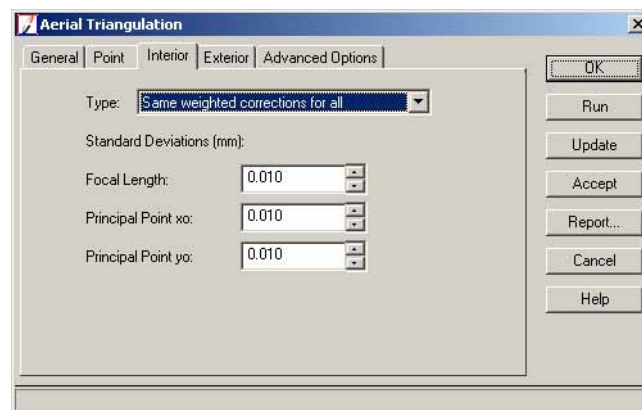 Aerial Triangulation
General Point Interior Exterior Advanced Options
Type: Same weighted corrections for all
Standard Deviations (mm):
Focal Length: 0.010
Principal Point xo: 0.010
Principal Point yo: 0.010
OK
Run
Update
Accept
Report...
Cancel
Help